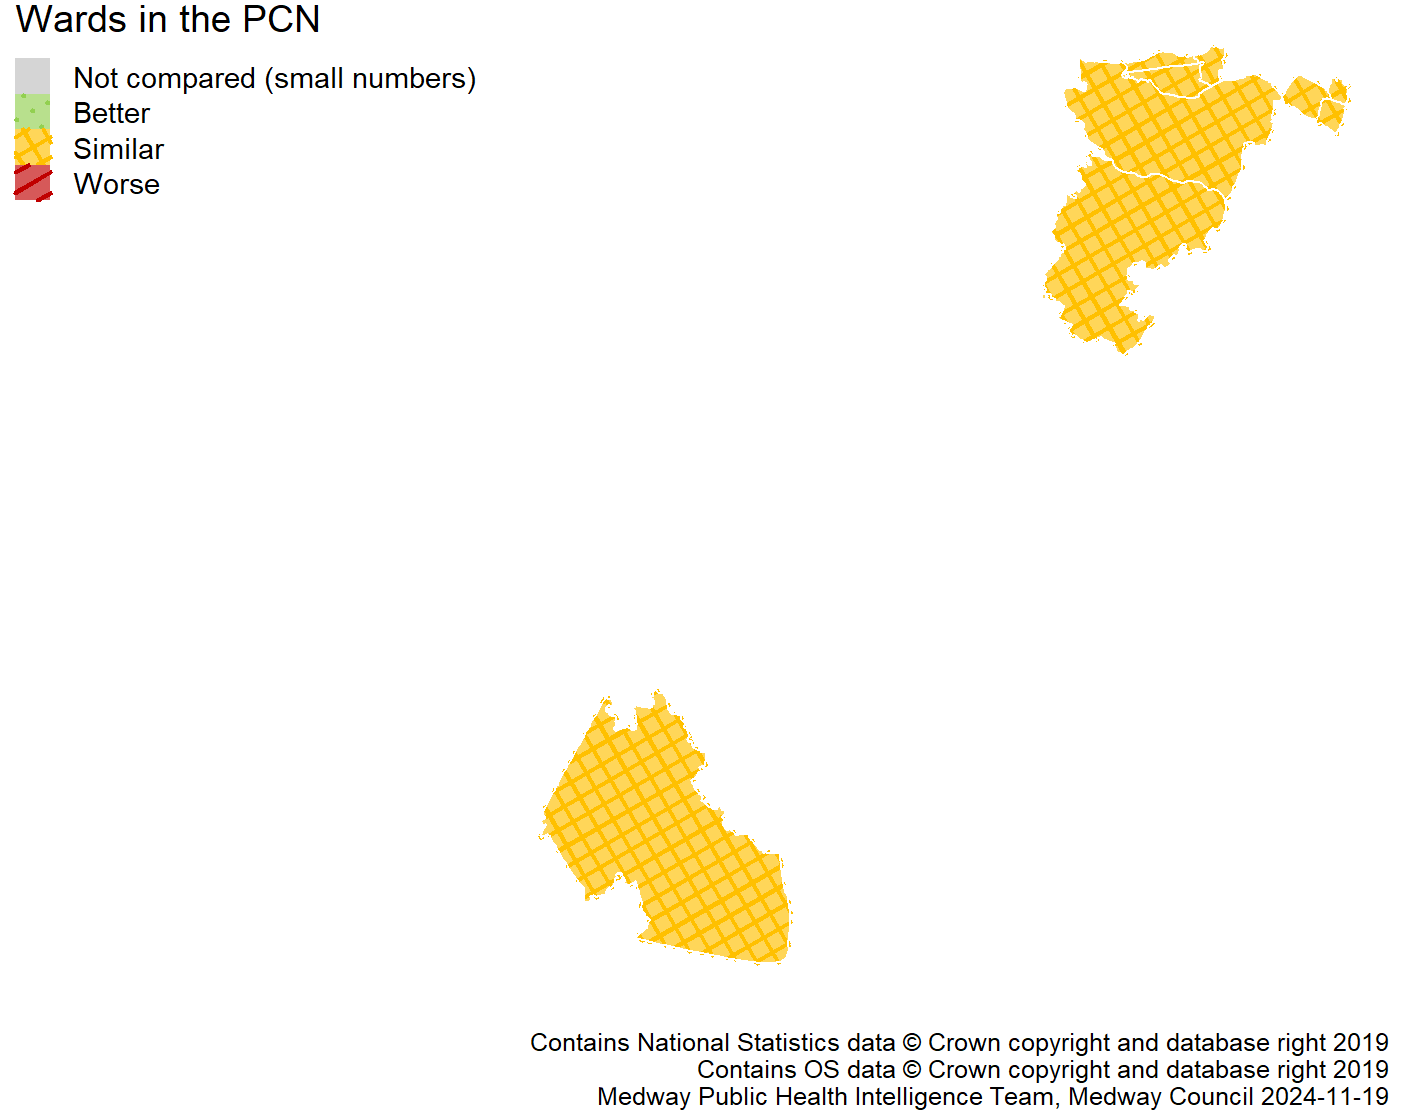 Wards in the PCN
Not compared (small numbers)
Better
Similar
Worse
Contains National Statistics data © Crown copyright and database right 2019
Contains OS data © Crown copyright and database right 2019
Medway Public Health Intelligence Team, Medway Council 2024-11-19